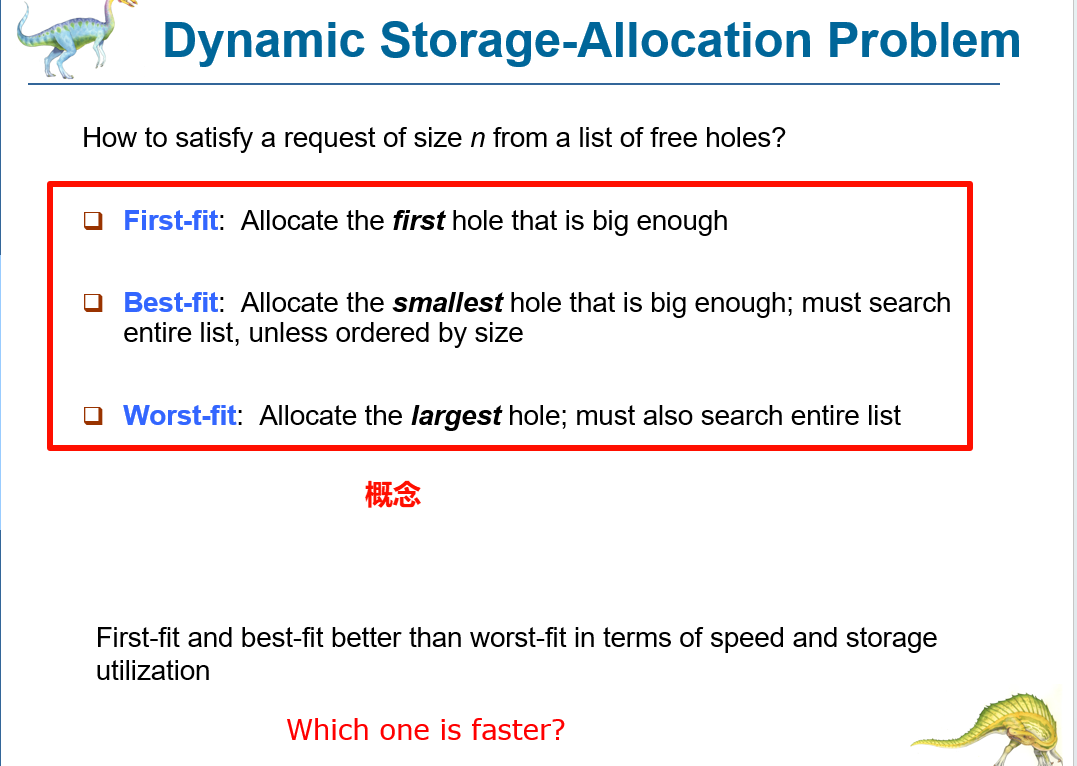 Dynamic Storage-Allocation Problem
How to satisfy a request of size n from a list of free holes?
❑ First-fit: Allocate the first hole that is big enough
❑ Best-fit: Allocate the smallest hole that is big enough; must search
entire list, unless ordered by size
❑ Worst-fit: Allocate the largest hole; must also search entire list
概念
First-fit and best-fit better than worst-fit in terms of speed and storage
utilization
Which one is faster?